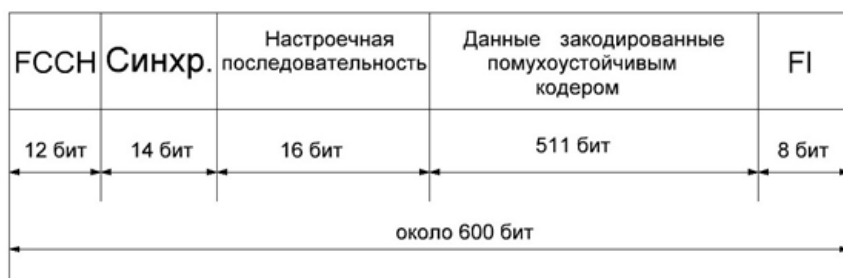 FCCH Синхр. Настроечная последовательность Данные закодированные помухоустойчивым кодером FI
12 бит 14 бит 16 бит 511 бит 8 бит
около 600 бит